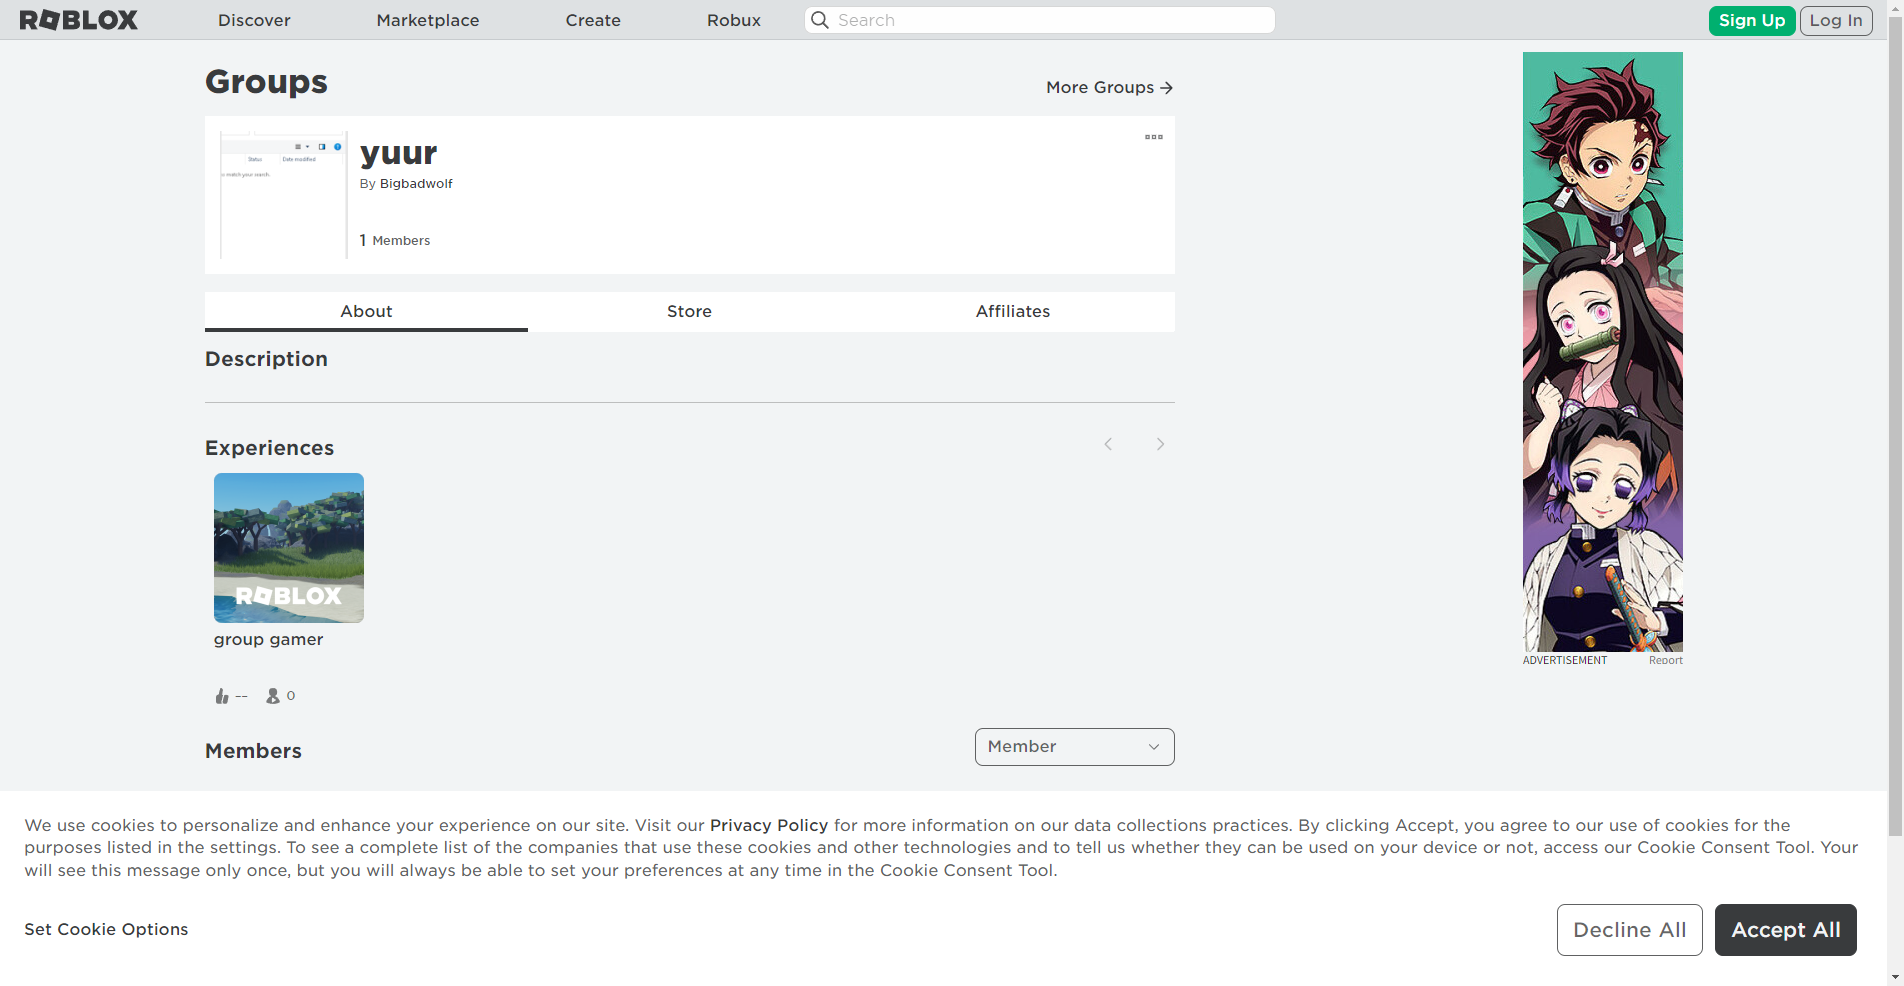 ROBLOX
Discover
Marketplace
Create
Robux
Search
Sign Up
Log In
Groups
More Groups
Status
Date modified
match your search.
yuur
By Bigbadwolf
1 Members
About
Store
Affiliates
Description
Experiences
ROBLOX
group gamer
--
0
ADVERTISEMENT
Report
Members
Member
We use cookies to personalize and enhance your experience on our site. Visit our Privacy Policy for more information on our data collections practices. By clicking Accept, you agree to our use of cookies for the
purposes listed in the settings. To see a complete list of the companies that use these cookies and other technologies and to tell us whether they can be used on your device or not, access our Cookie Consent Tool. Your
will see this message only once, but you will always be able to set your preferences at any time in the Cookie Consent Tool.
Set Cookie Options
Decline All
Accept All